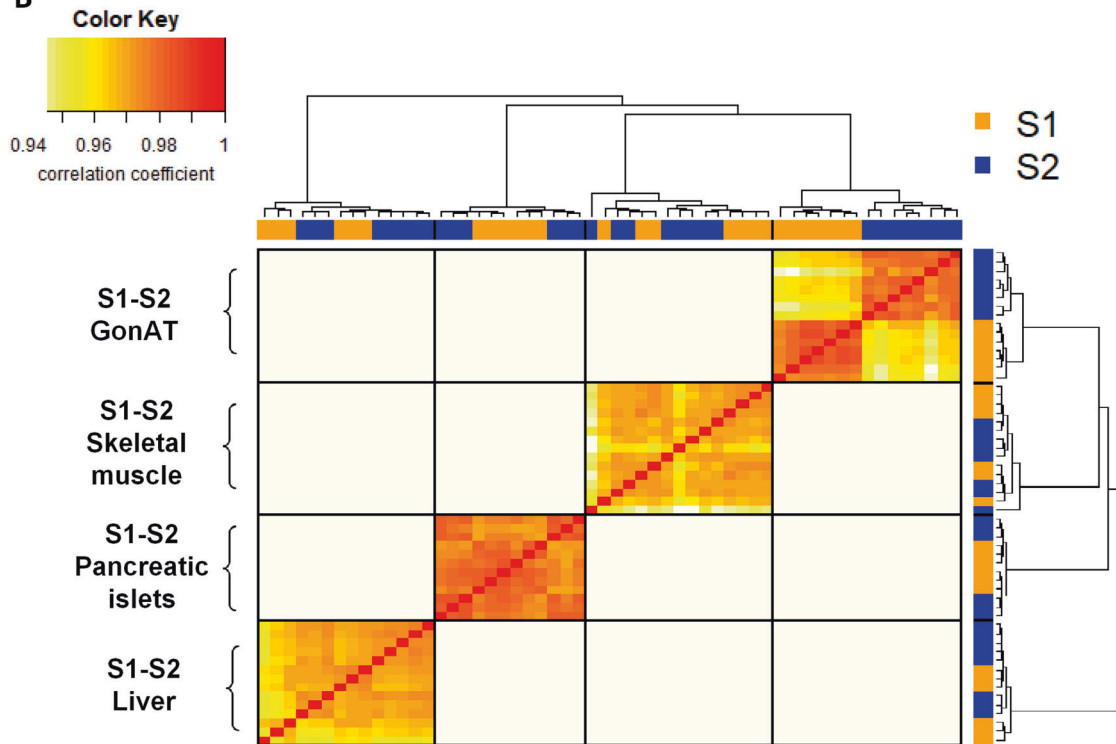 B
Color Key
0.94 0.96 0.98 1
correlation coefficient
S1
S2
S1-S2
GonAT
S1-S2
Skeletal
muscle
S1-S2
Pancreatic
islets
S1-S2
Liver